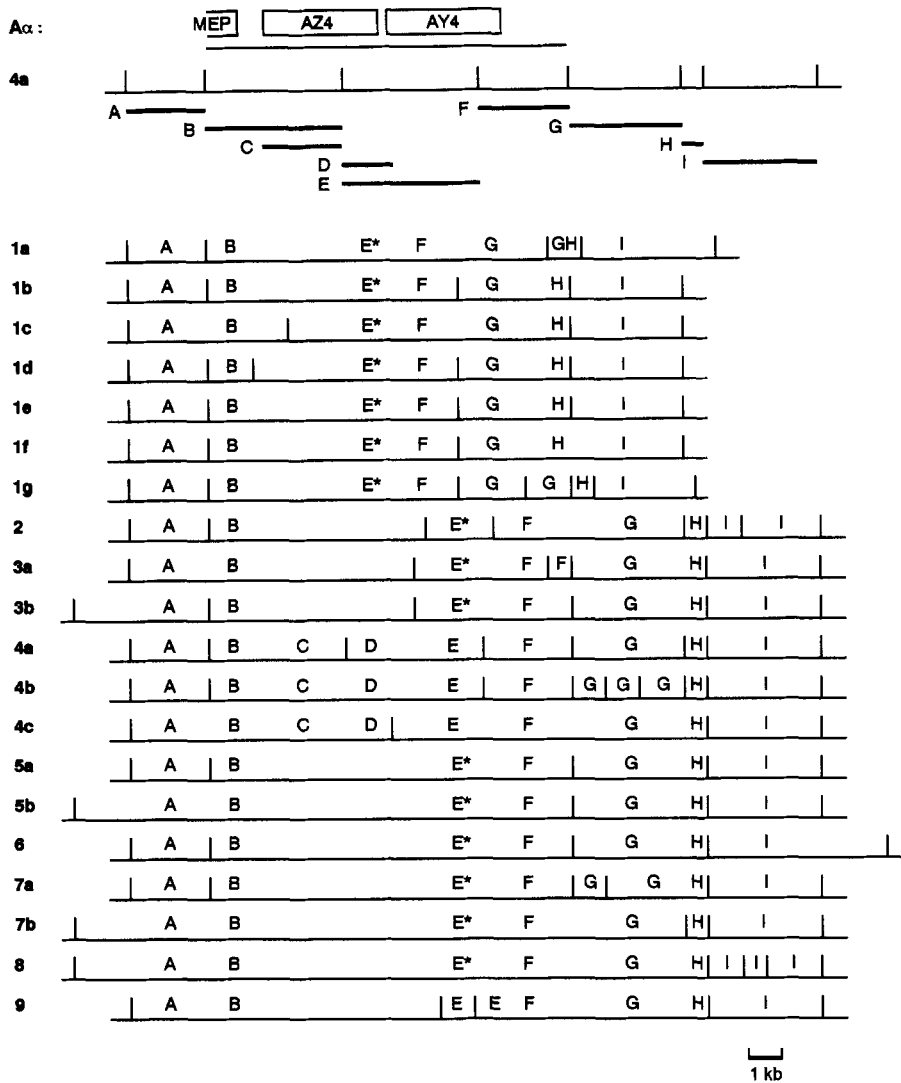 Aα : MEP AZ4 AY4
4a
A F
B G
C H
D I
E
1a A B E* F G GH I
1b A B E* F G H I
1c A B E* F G H I
1d A B E* F G H I
1e A B E* F G H I
1f A B E* F G H I
1g A B E* F G G H I
2 A B E* F G H I I
3a A B E* F F G H I
3b A B E* F G H I
4a A B C D E F G H I
4b A B C D E F G G G H I
4c A B C D E F G H I
5a A B E* F G H I
5b A B E* F G H I
6 A B E* F G H I
7a A B E* F G G H I
7b A B E* F G H I
8 A B E* F G H I I I
9 A B E E F G H I
1 kb